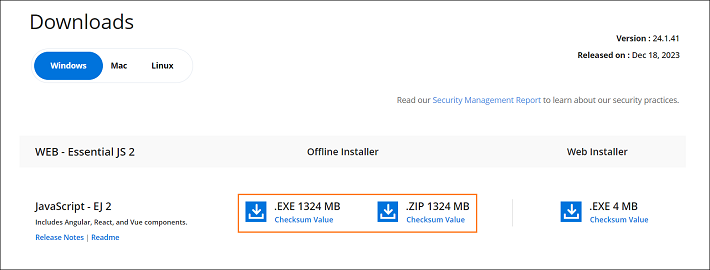 Downloads
Version : 24.1.41
Released on : Dec 18, 2023
Windows Mac Linux
Read our Security Management Report to learn about our security practices.
WEB - Essential JS 2 Offline Installer Web Installer
JavaScript - EJ 2 .EXE 1324 MB .ZIP 1324 MB .EXE 4 MB
Includes Angular, React, and Vue components. Checksum Value Checksum Value Checksum Value
Release Notes | Readme